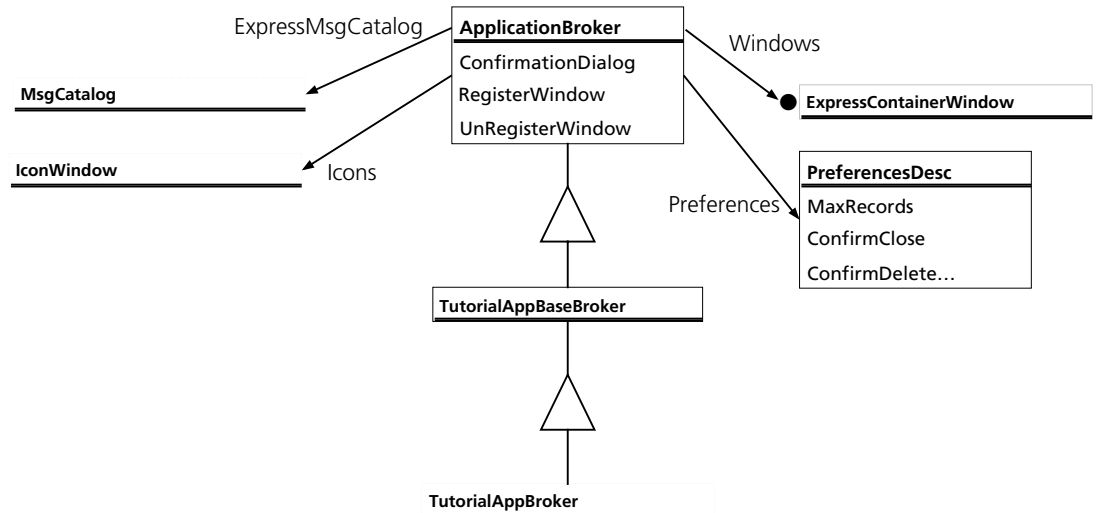 ExpressMsgCatalog
ApplicationBroker
Windows
ConfirmationDialog
RegisterWindow
UnRegisterWindow
MsgCatalog
ExpressContainerWindow
IconWindow
Icons
PreferencesDesc
Preferences
MaxRecords
ConfirmClose
ConfirmDelete…
TutorialAppBaseBroker
TutorialAppBroker